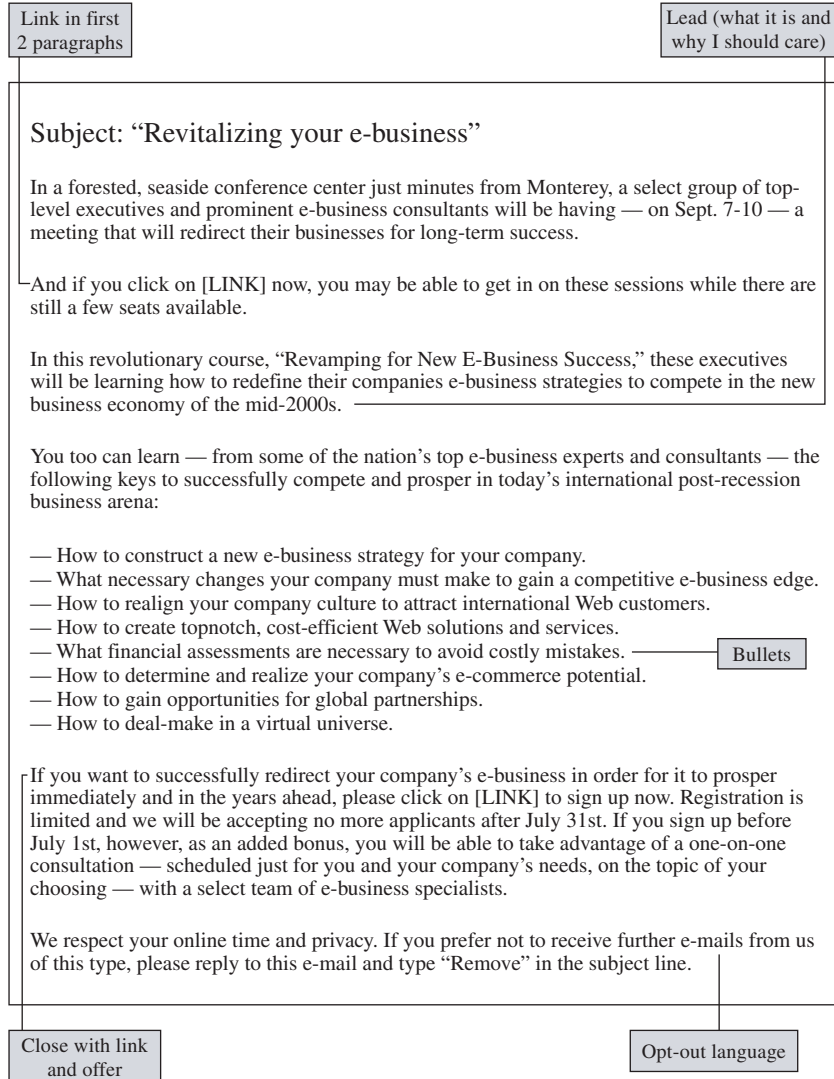 Link in first
2 paragraphs
Lead (what it is and
why I should care)
Subject: “Revitalizing your e-business”
In a forested, seaside conference center just minutes from Monterey, a select group of top-
level executives and prominent e-business consultants will be having — on Sept. 7-10 — a
meeting that will redirect their businesses for long-term success.
And if you click on [LINK] now, you may be able to get in on these sessions while there are
still a few seats available.
In this revolutionary course, “Revamping for New E-Business Success,” these executives
will be learning how to redefine their companies e-business strategies to compete in the new
business economy of the mid-2000s.
You too can learn — from some of the nation’s top e-business experts and consultants — the
following keys to successfully compete and prosper in today’s international post-recession
business arena:
— How to construct a new e-business strategy for your company.
— What necessary changes your company must make to gain a competitive e-business edge.
— How to realign your company culture to attract international Web customers.
— How to create topnotch, cost-efficient Web solutions and services.
— What financial assessments are necessary to avoid costly mistakes.
Bullets
— How to determine and realize your company’s e-commerce potential.
— How to gain opportunities for global partnerships.
— How to deal-make in a virtual universe.
If you want to successfully redirect your company’s e-business in order for it to prosper
immediately and in the years ahead, please click on [LINK] to sign up now. Registration is
limited and we will be accepting no more applicants after July 31st. If you sign up before
July 1st, however, as an added bonus, you will be able to take advantage of a one-on-one
consultation — scheduled just for you and your company’s needs, on the topic of your
choosing — with a select team of e-business specialists.
We respect your online time and privacy. If you prefer not to receive further e-mails from us
of this type, please reply to this e-mail and type “Remove” in the subject line.
Close with link
and offer
Opt-out language